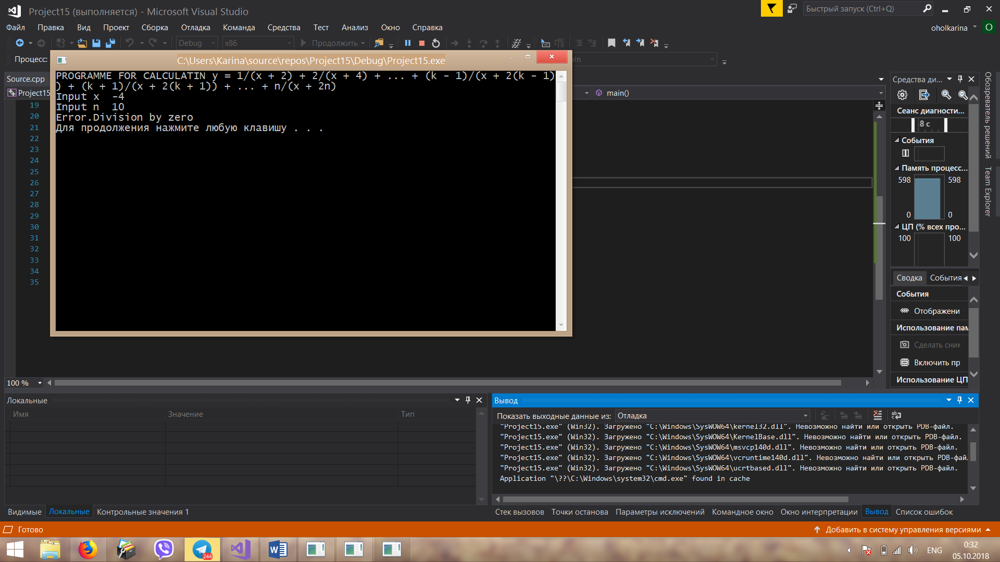 Project15 (выполняется) - Microsoft Visual Studio
Быстрый запуск (Ctrl+Q)
Файл Правка Вид Проект Сборка Отладка Команда Средства Тест Анализ Окно Справка
oholkarina
O
Debug x86 Продолжить
Процесс:
C:\Users\Karina\source\repos\Project15\Debug\Project15.exe
PROGRAMME FOR CALCULATIN y = 1/(x + 2) + 2/(x + 4) + ... + (k - 1)/(x + 2(k - 1)
) + (k + 1)/(x + 2(k + 1)) + ... + n/(x + 2n)
Input x  -4
Input n  10
Error.Division by zero
Для продолжения нажмите любую клавишу . . .
Source.cpp
Project15
main()
19
20
21
22
23
24
25
26
27
28
29
30
31
32
33
34
35
100 %
Средства ди...
Сеанс диагности...
8 с
События
Память процесс...
598 598
0 0
ЦП (% всех про...
100 100
Сводка События
События
Отображени
Использование пам
Сделать сни
Включить пр
Использование ЦП
Обозреватель решений
Team Explorer
Локальные
Имя Значение Тип
Видимые Локальные Контрольные значения 1
Вывод
Показать выходные данные из: Отладка
"Project15.exe" (Win32). Загружено "C:\Windows\SysWOW64\kernel32.dll". Невозможно найти или открыть PDB-файл.
"Project15.exe" (Win32). Загружено "C:\Windows\SysWOW64\KernelBase.dll". Невозможно найти или открыть PDB-файл.
"Project15.exe" (Win32). Загружено "C:\Windows\SysWOW64\msvcp140d.dll". Невозможно найти или открыть PDB-файл.
"Project15.exe" (Win32). Загружено "C:\Windows\SysWOW64\vcruntime140d.dll". Невозможно найти или открыть PDB-файл
"Project15.exe" (Win32). Загружено "C:\Windows\SysWOW64\ucrtbased.dll". Невозможно найти или открыть PDB-файл.
Application "\??\C:\Windows\system32\cmd.exe" found in cache
Стек вызовов Точки останова Параметры исключений Командное окно Окно интерпретации Вывод Список ошибок
Готово
Добавить в систему управления версиями
244
ENG
0:32
05.10.2018